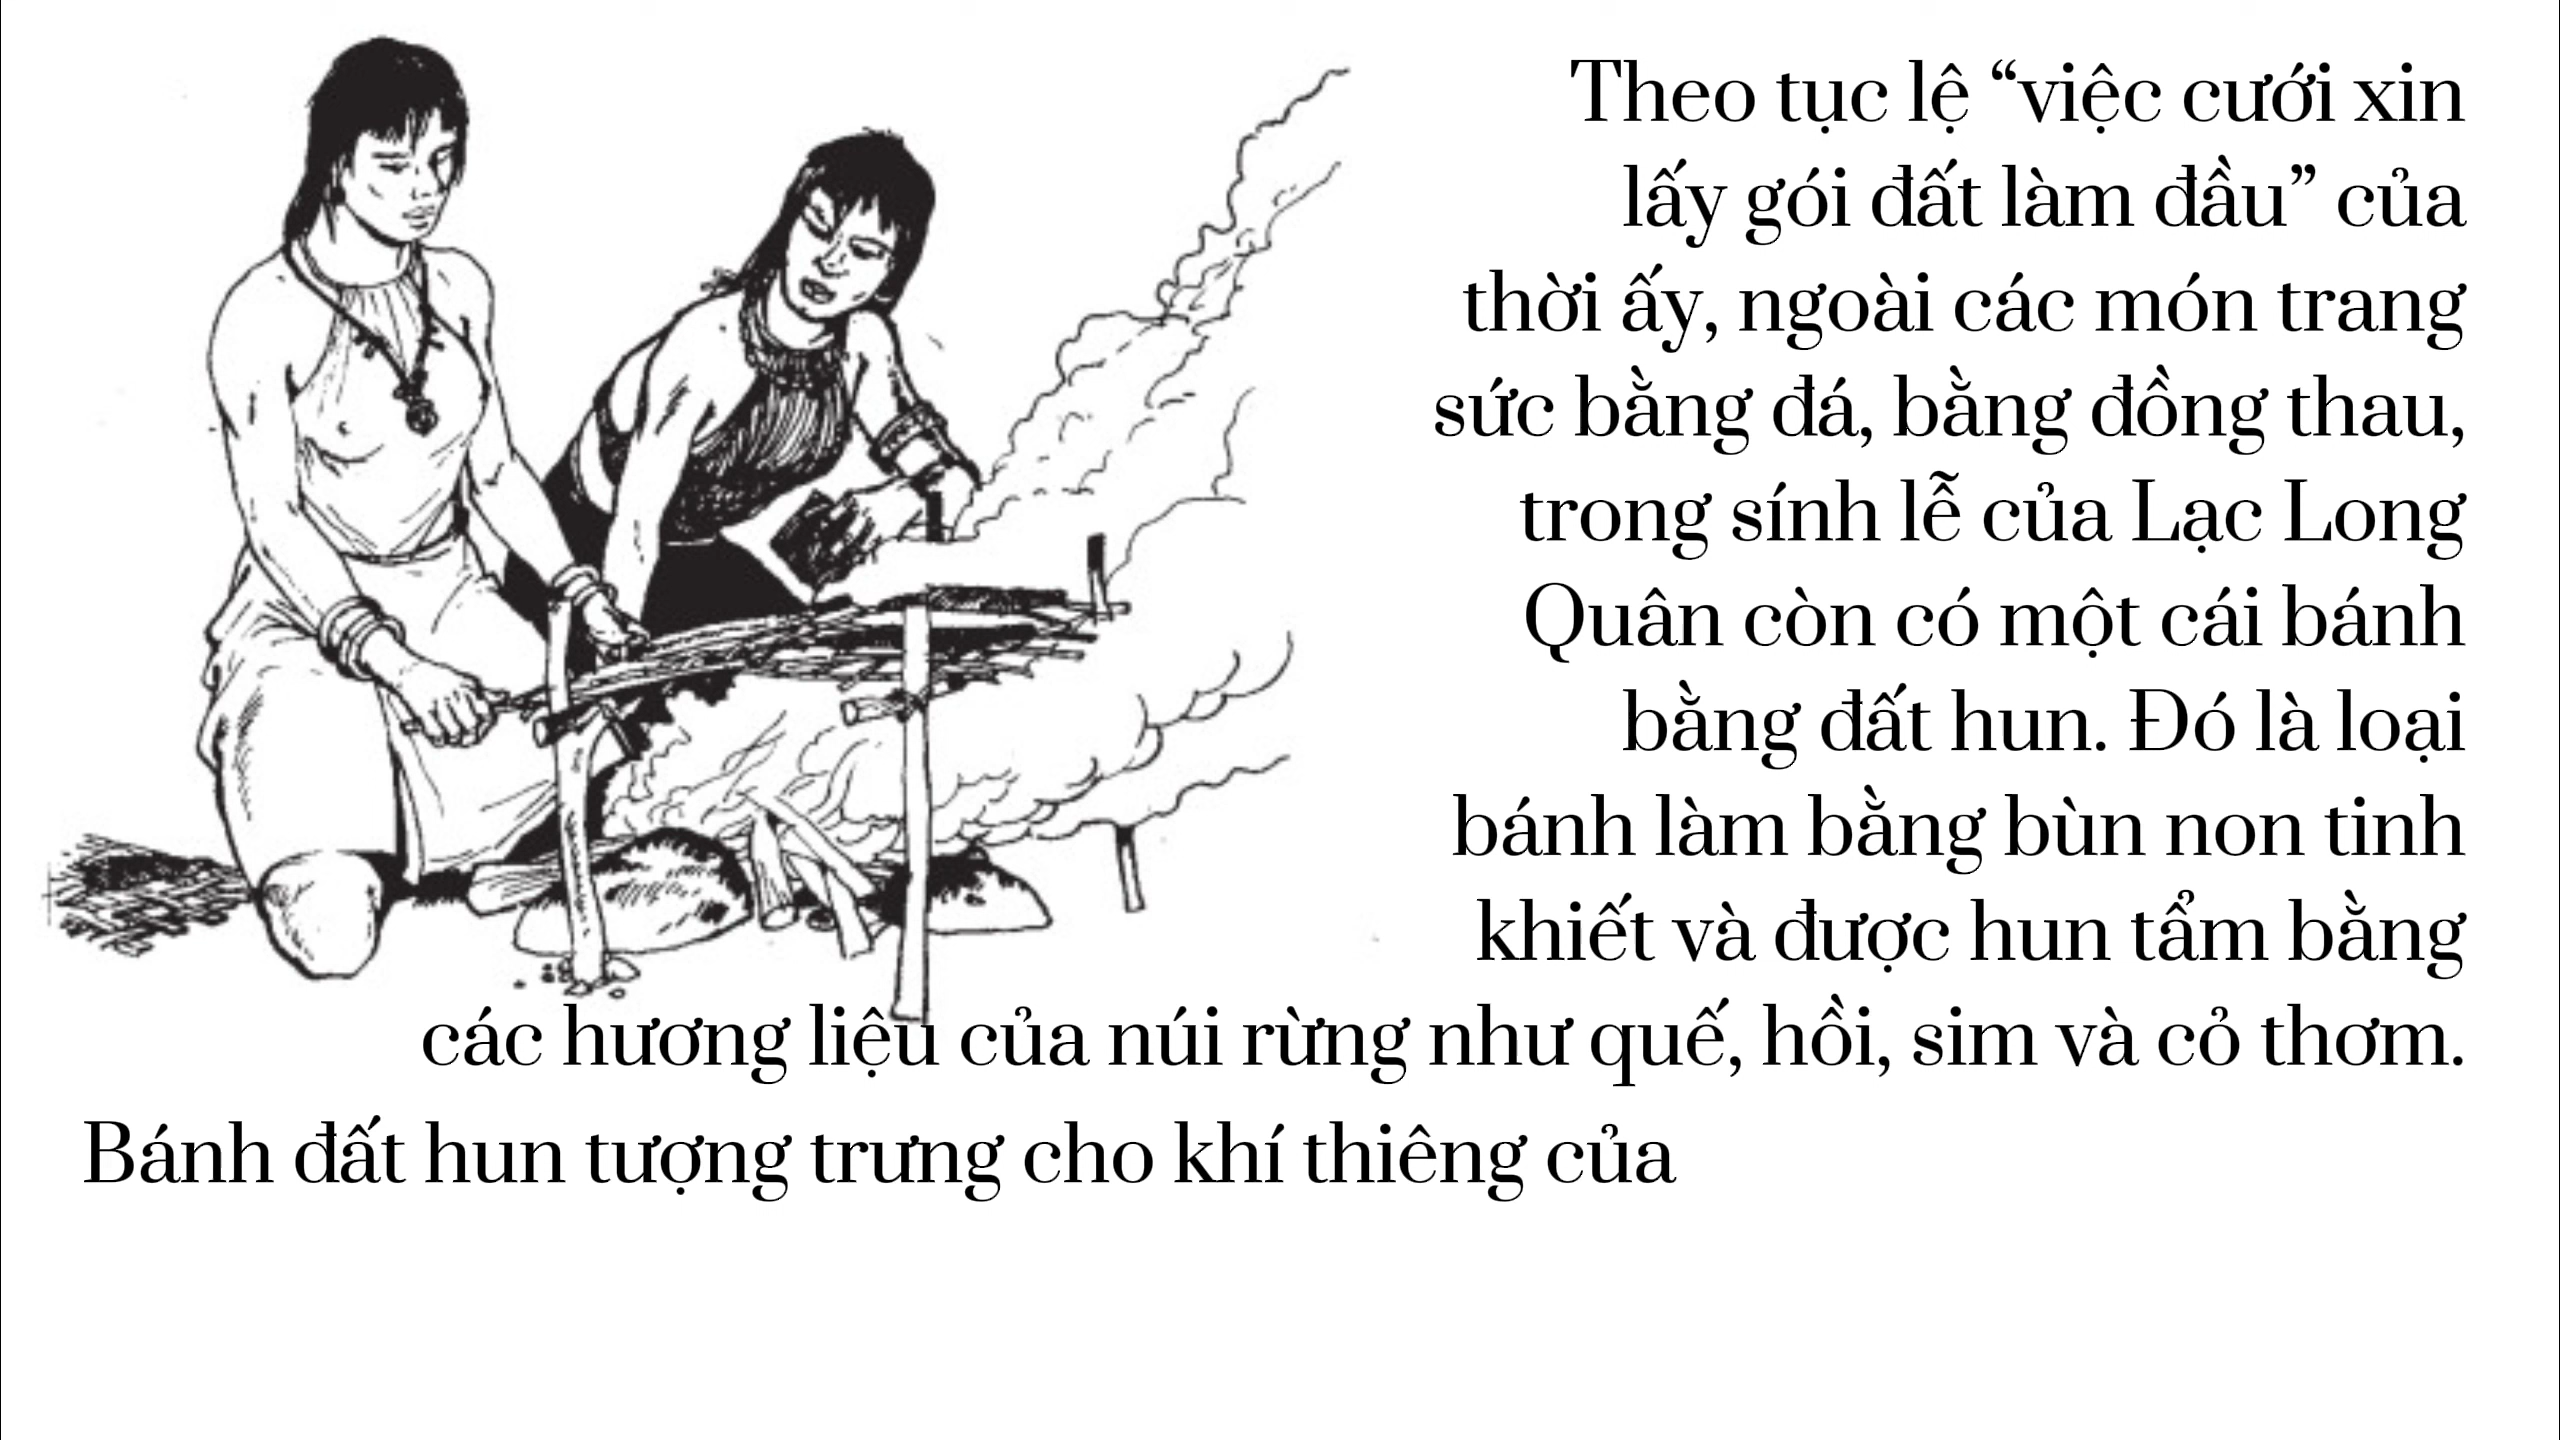 Theo tục lệ “việc cưới xin
lấy gói đất làm đầu” của
thời ấy, ngoài các món trang
sức bằng đá, bằng đồng thau,
trong sính lễ của Lạc Long
Quân còn có một cái bánh
bằng đất hun. Đó là loại
bánh làm bằng bùn non tinh
khiết và được hun tẩm bằng
các hương liệu của núi rừng như quế, hồi, sim và cỏ thơm.
Bánh đất hun tượng trưng cho khí thiêng của